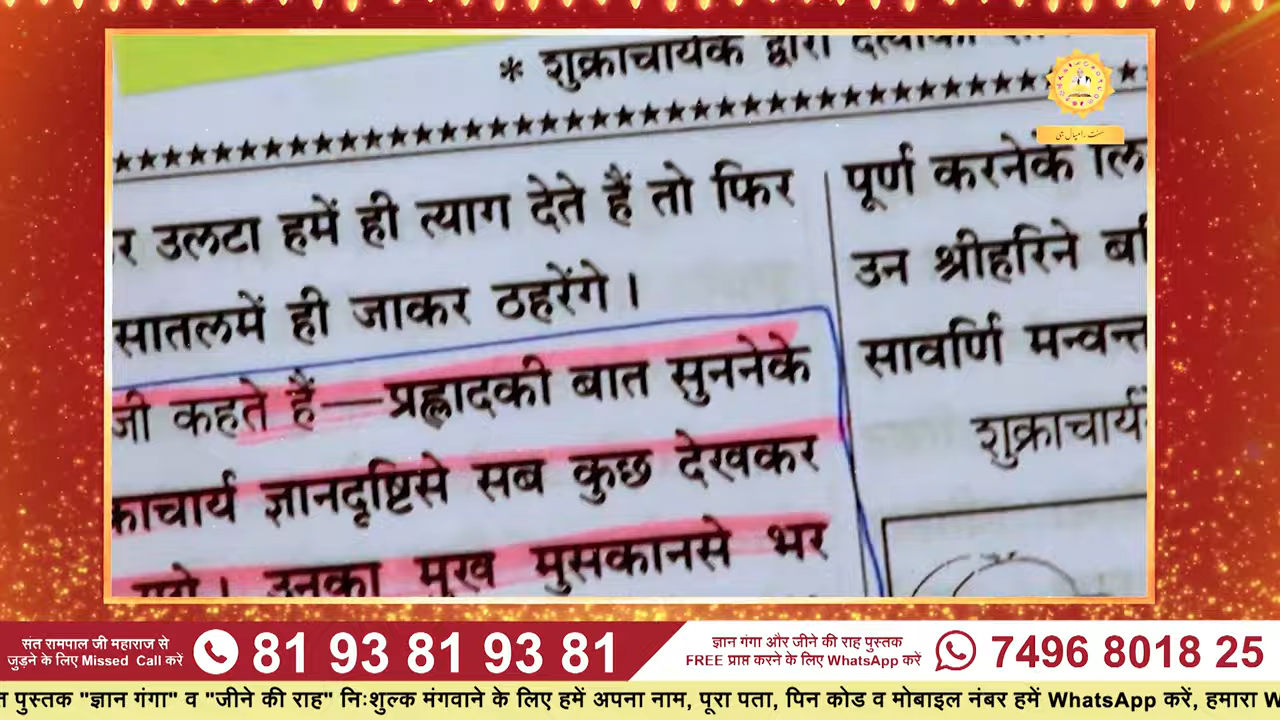 * शुक्राचार्यके द्वारा
र उलटा हमें ही त्याग देते हैं तो फिर
सातलमें ही जाकर ठहरेंगे।
जी कहते हैं—प्रह्लादकी बात सुननेके
काचार्य ज्ञानदृष्टिसे सब कुछ देखकर
गये। उनका मुख मुसकानसे भर
पूर्ण करनेके लि
उन श्रीहरिने
सावर्णि मन्वन्त
शुक्राचार्य
संत रामपाल जी महाराज से
जुड़ने के लिए Missed Call करें
81 93 81 93 81
ज्ञान गंगा और जीने की राह पुस्तक
FREE प्राप्त करने के लिए WhatsApp करें
7496 8018 25
त पुस्तक "ज्ञान गंगा" व "जीने की राह" निःशुल्क मंगवाने के लिए हमें अपना नाम, पूरा पता, पिन कोड व मोबाइल नंबर हमें WhatsApp करें, हमारा W